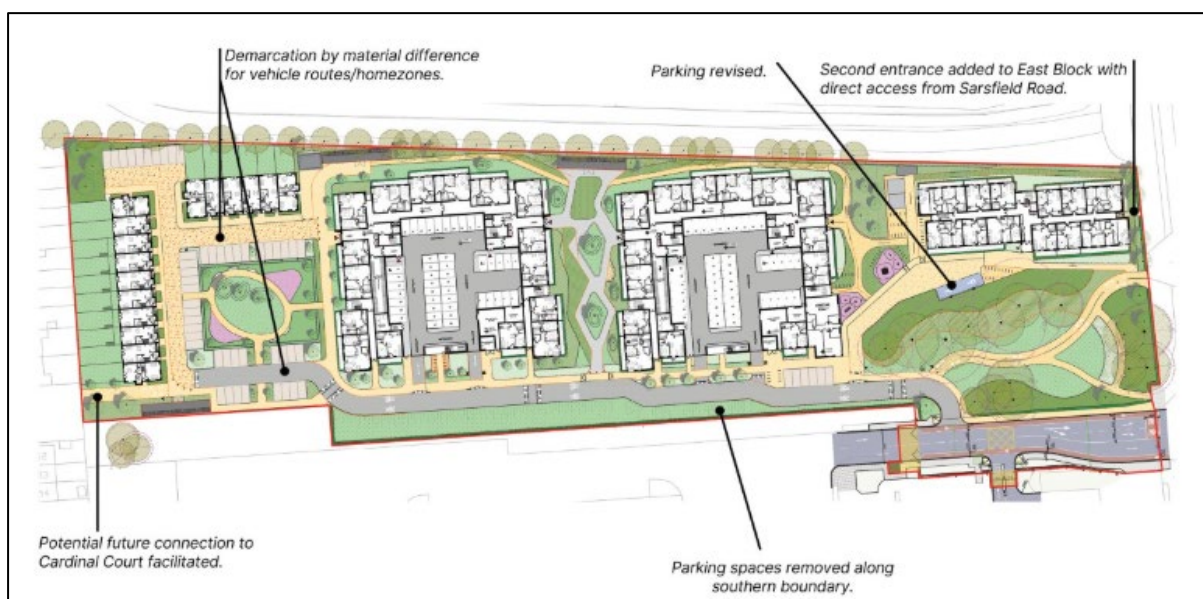 Demarcation by material difference
for vehicle routes/homezones.
Parking revised.
Second entrance added to East Block with
direct access from Sarsfield Road.
Potential future connection to
Cardinal Court facilitated.
Parking spaces removed along
southern boundary.